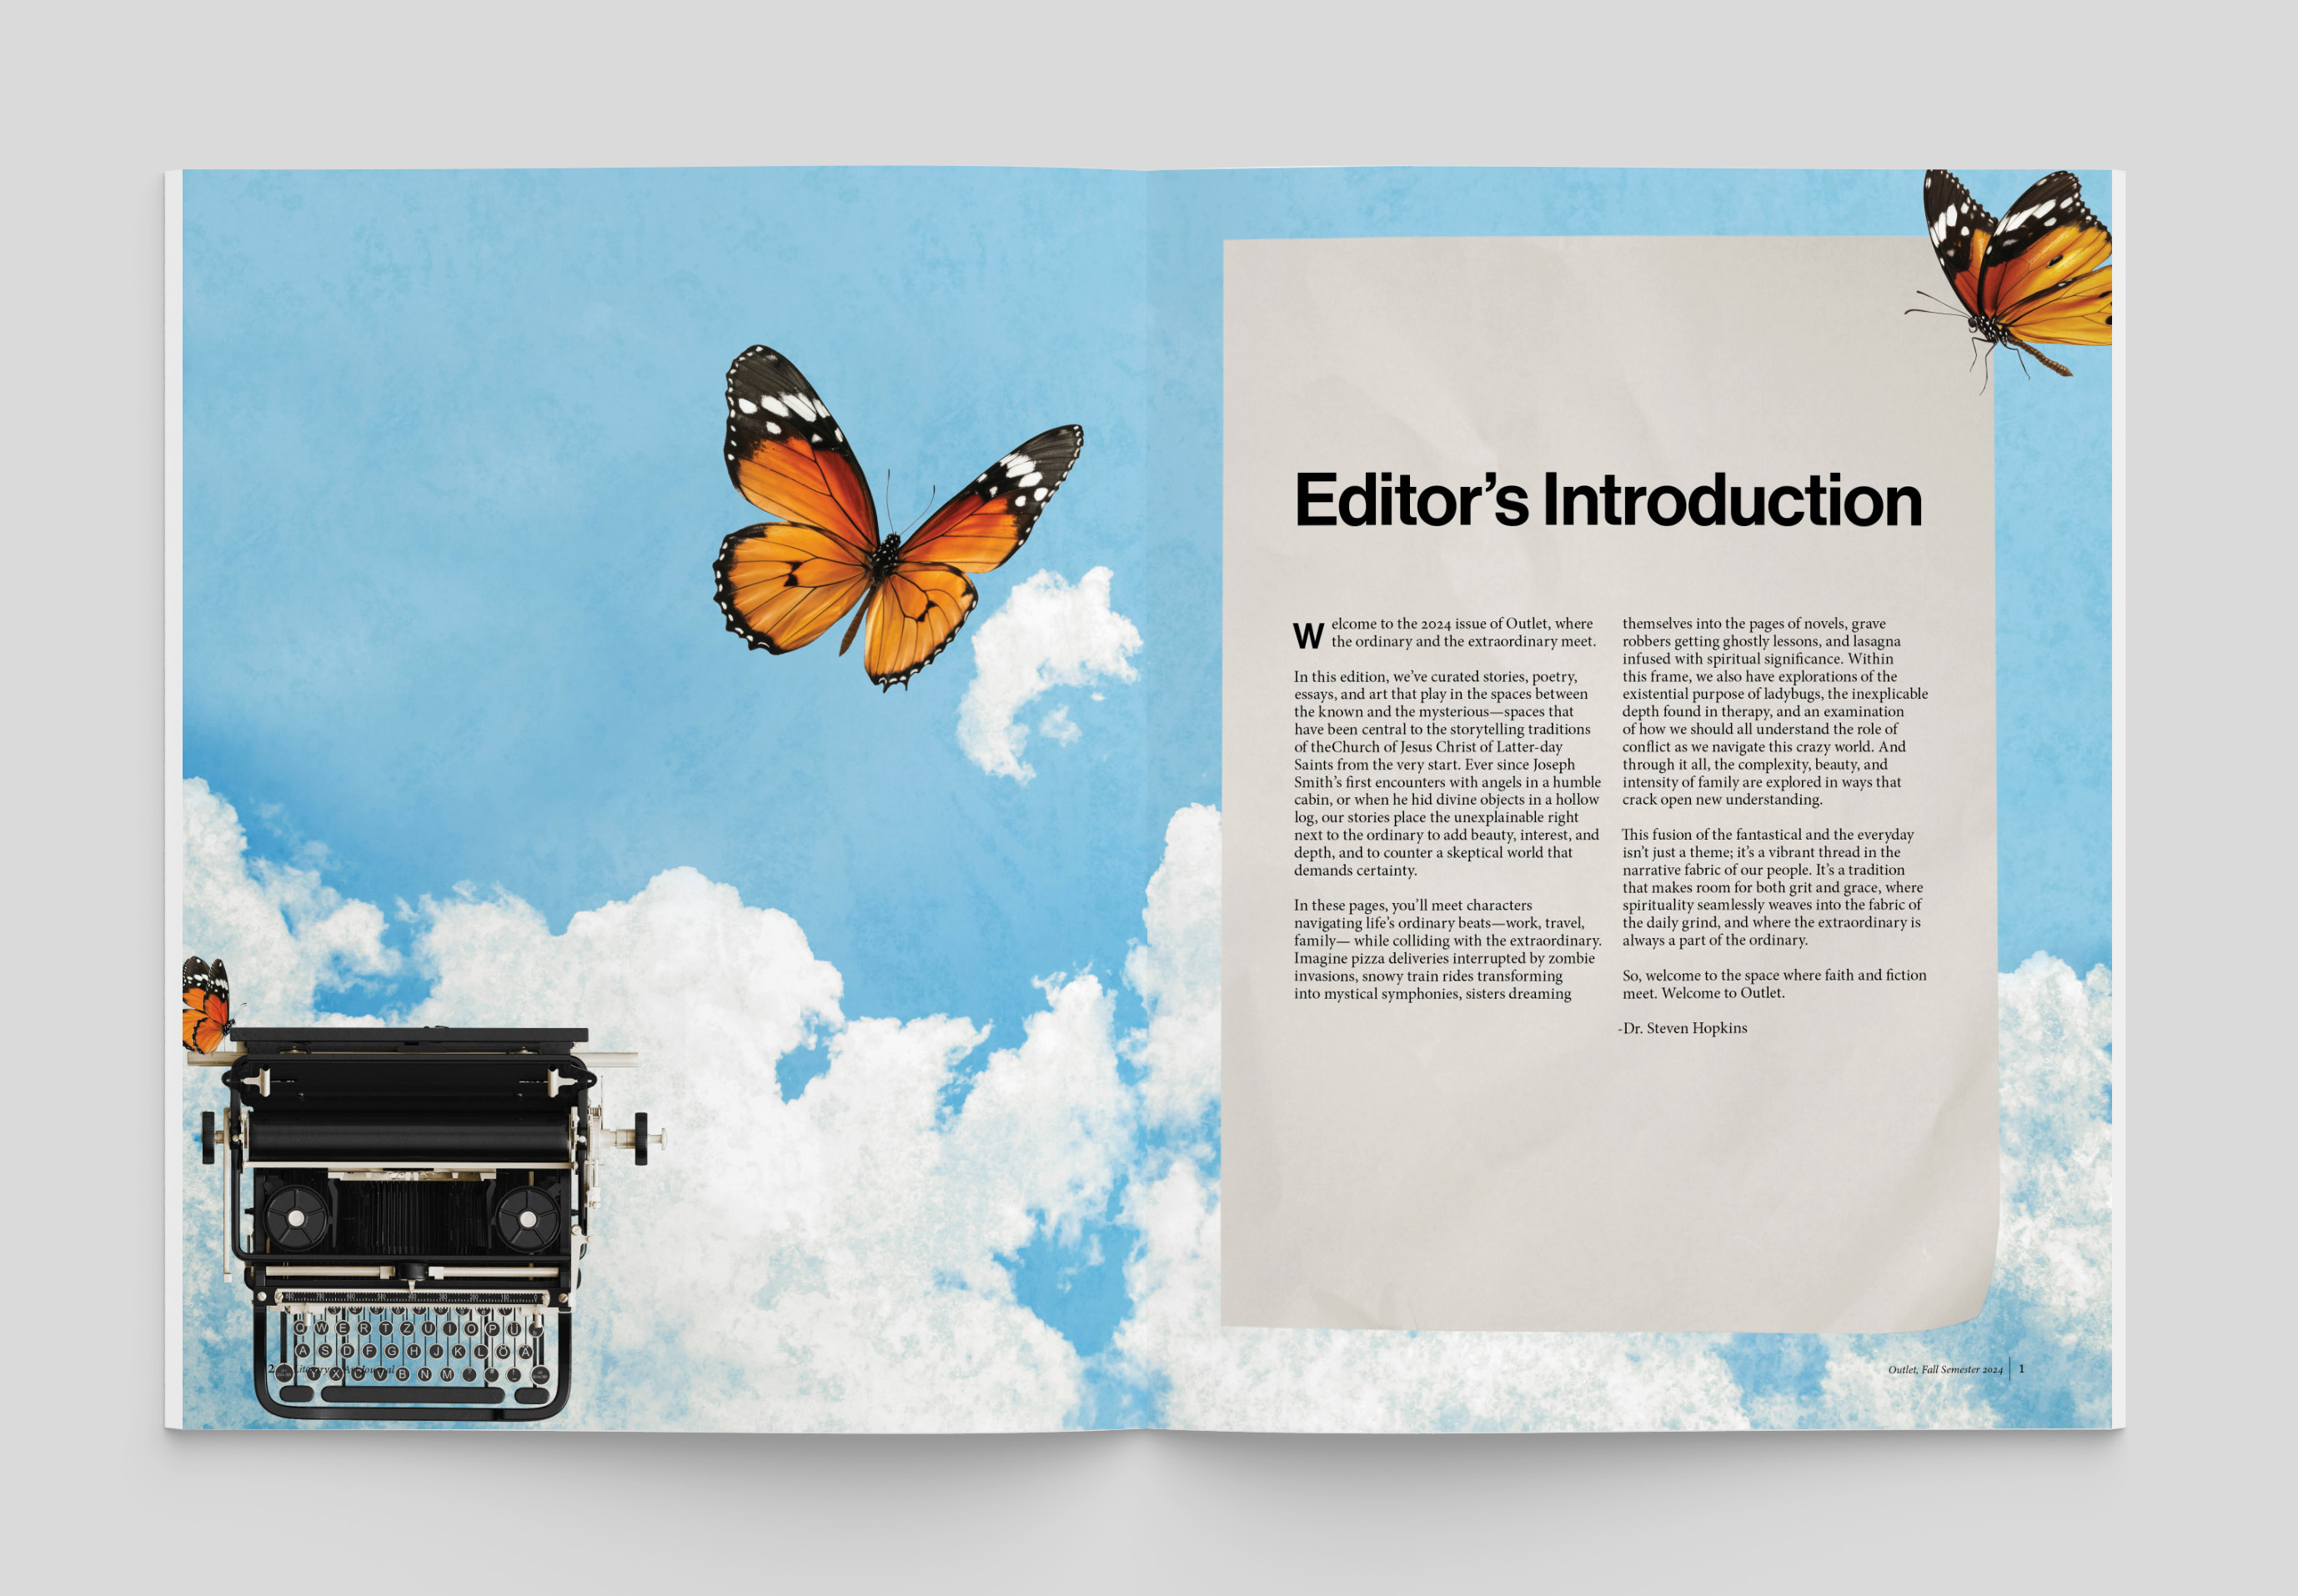 Q W E R T Z U I O P Ü
A S D F G H J K L Ö Ä
Y X C V B N M
2 Literary Art Journal
Editor’s Introduction
Welcome to the 2024 issue of Outlet, where
the ordinary and the extraordinary meet.
In this edition, we’ve curated stories, poetry,
essays, and art that play in the spaces between
the known and the mysterious—spaces that
have been central to the storytelling traditions
of theChurch of Jesus Christ of Latter-day
Saints from the very start. Ever since Joseph
Smith’s first encounters with angels in a humble
cabin, or when he hid divine objects in a hollow
log, our stories place the unexplainable right
next to the ordinary to add beauty, interest, and
depth, and to counter a skeptical world that
demands certainty.
In these pages, you’ll meet characters
navigating life’s ordinary beats—work, travel,
family— while colliding with the extraordinary.
Imagine pizza deliveries interrupted by zombie
invasions, snowy train rides transforming
into mystical symphonies, sisters dreaming
themselves into the pages of novels, grave
robbers getting ghostly lessons, and lasagna
infused with spiritual significance. Within
this frame, we also have explorations of the
existential purpose of ladybugs, the inexplicable
depth found in therapy, and an examination
of how we should all understand the role of
conflict as we navigate this crazy world. And
through it all, the complexity, beauty, and
intensity of family are explored in ways that
crack open new understanding.
This fusion of the fantastical and the everyday
isn’t just a theme; it’s a vibrant thread in the
narrative fabric of our people. It’s a tradition
that makes room for both grit and grace, where
spirituality seamlessly weaves into the fabric of
the daily grind, and where the extraordinary is
always a part of the ordinary.
So, welcome to the space where faith and fiction
meet. Welcome to Outlet.
-Dr. Steven Hopkins
Outlet, Fall Semester 2024 1